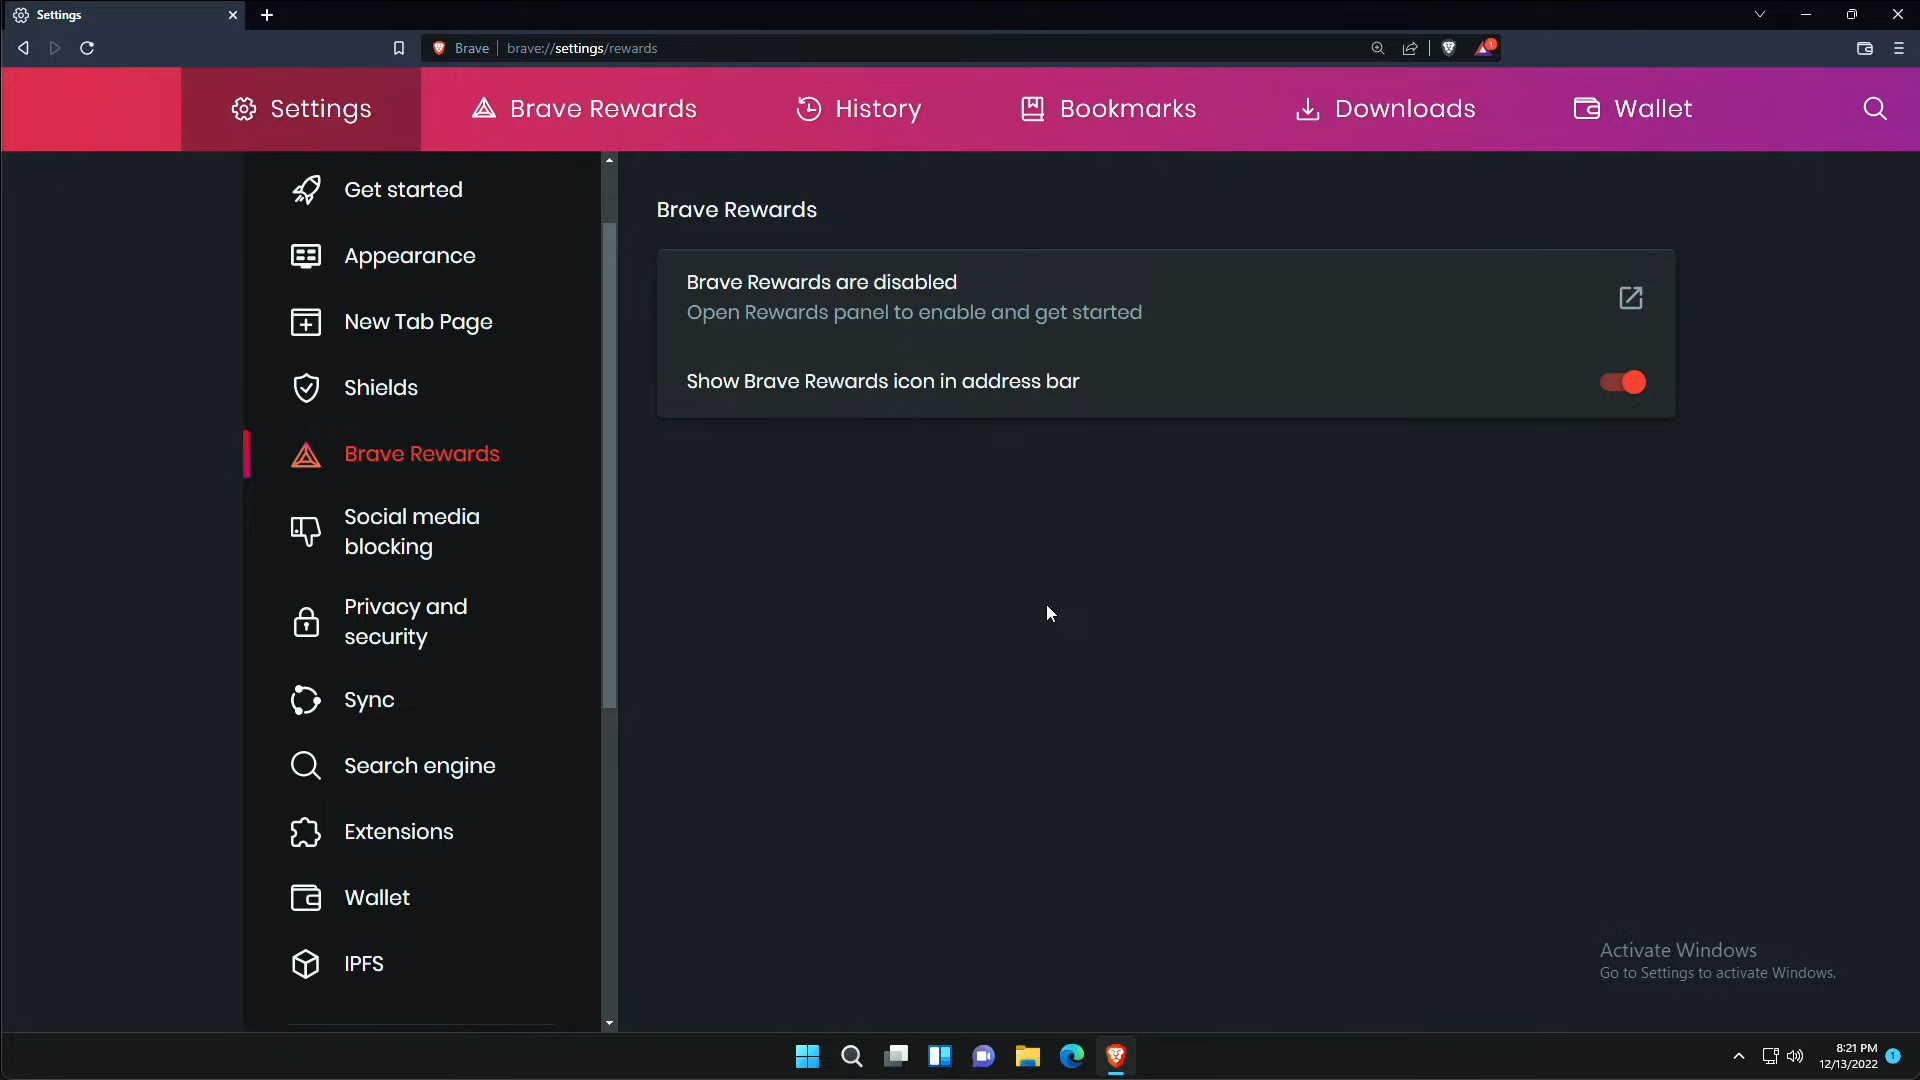 Settings
Brave
brave://settings/rewards
1
Settings
Brave Rewards
History
Bookmarks
Downloads
Wallet
Get started
Appearance
New Tab Page
Shields
Brave Rewards
Social media
blocking
Privacy and
security
Sync
Search engine
Extensions
Wallet
IPFS
Brave Rewards
Brave Rewards are disabled
Open Rewards panel to enable and get started
Show Brave Rewards icon in address bar
Activate Windows
Go to Settings to activate Windows.
8:21 PM
12/13/2022
1